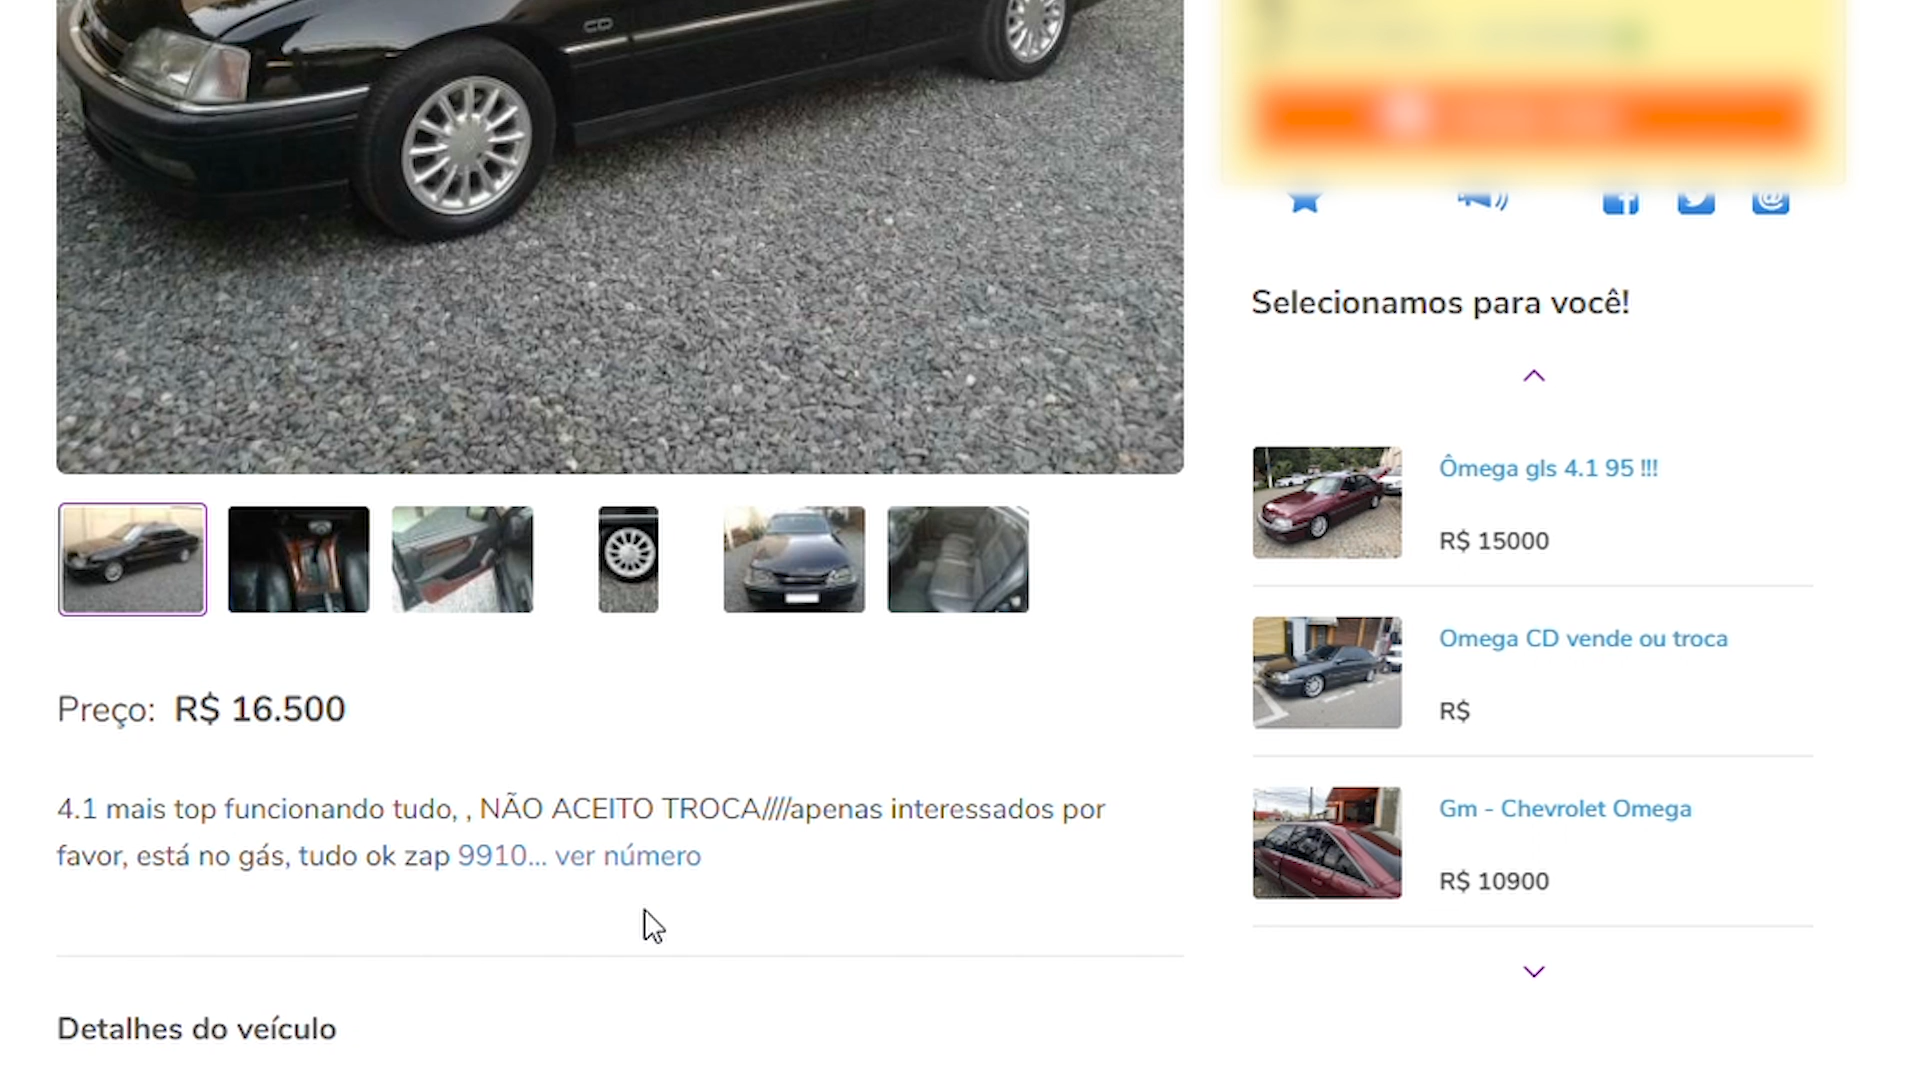 CD
Selecionamos para você!
Ômega gls 4.1 95 !!!
R$ 15000
Omega CD vende ou troca
R$
Gm - Chevrolet Omega
R$ 10900
Preço: R$ 16.500
4.1 mais top funcionando tudo, , NÃO ACEITO TROCA////apenas interessados por
favor, está no gás, tudo ok zap 9910... ver número
Detalhes do veículo